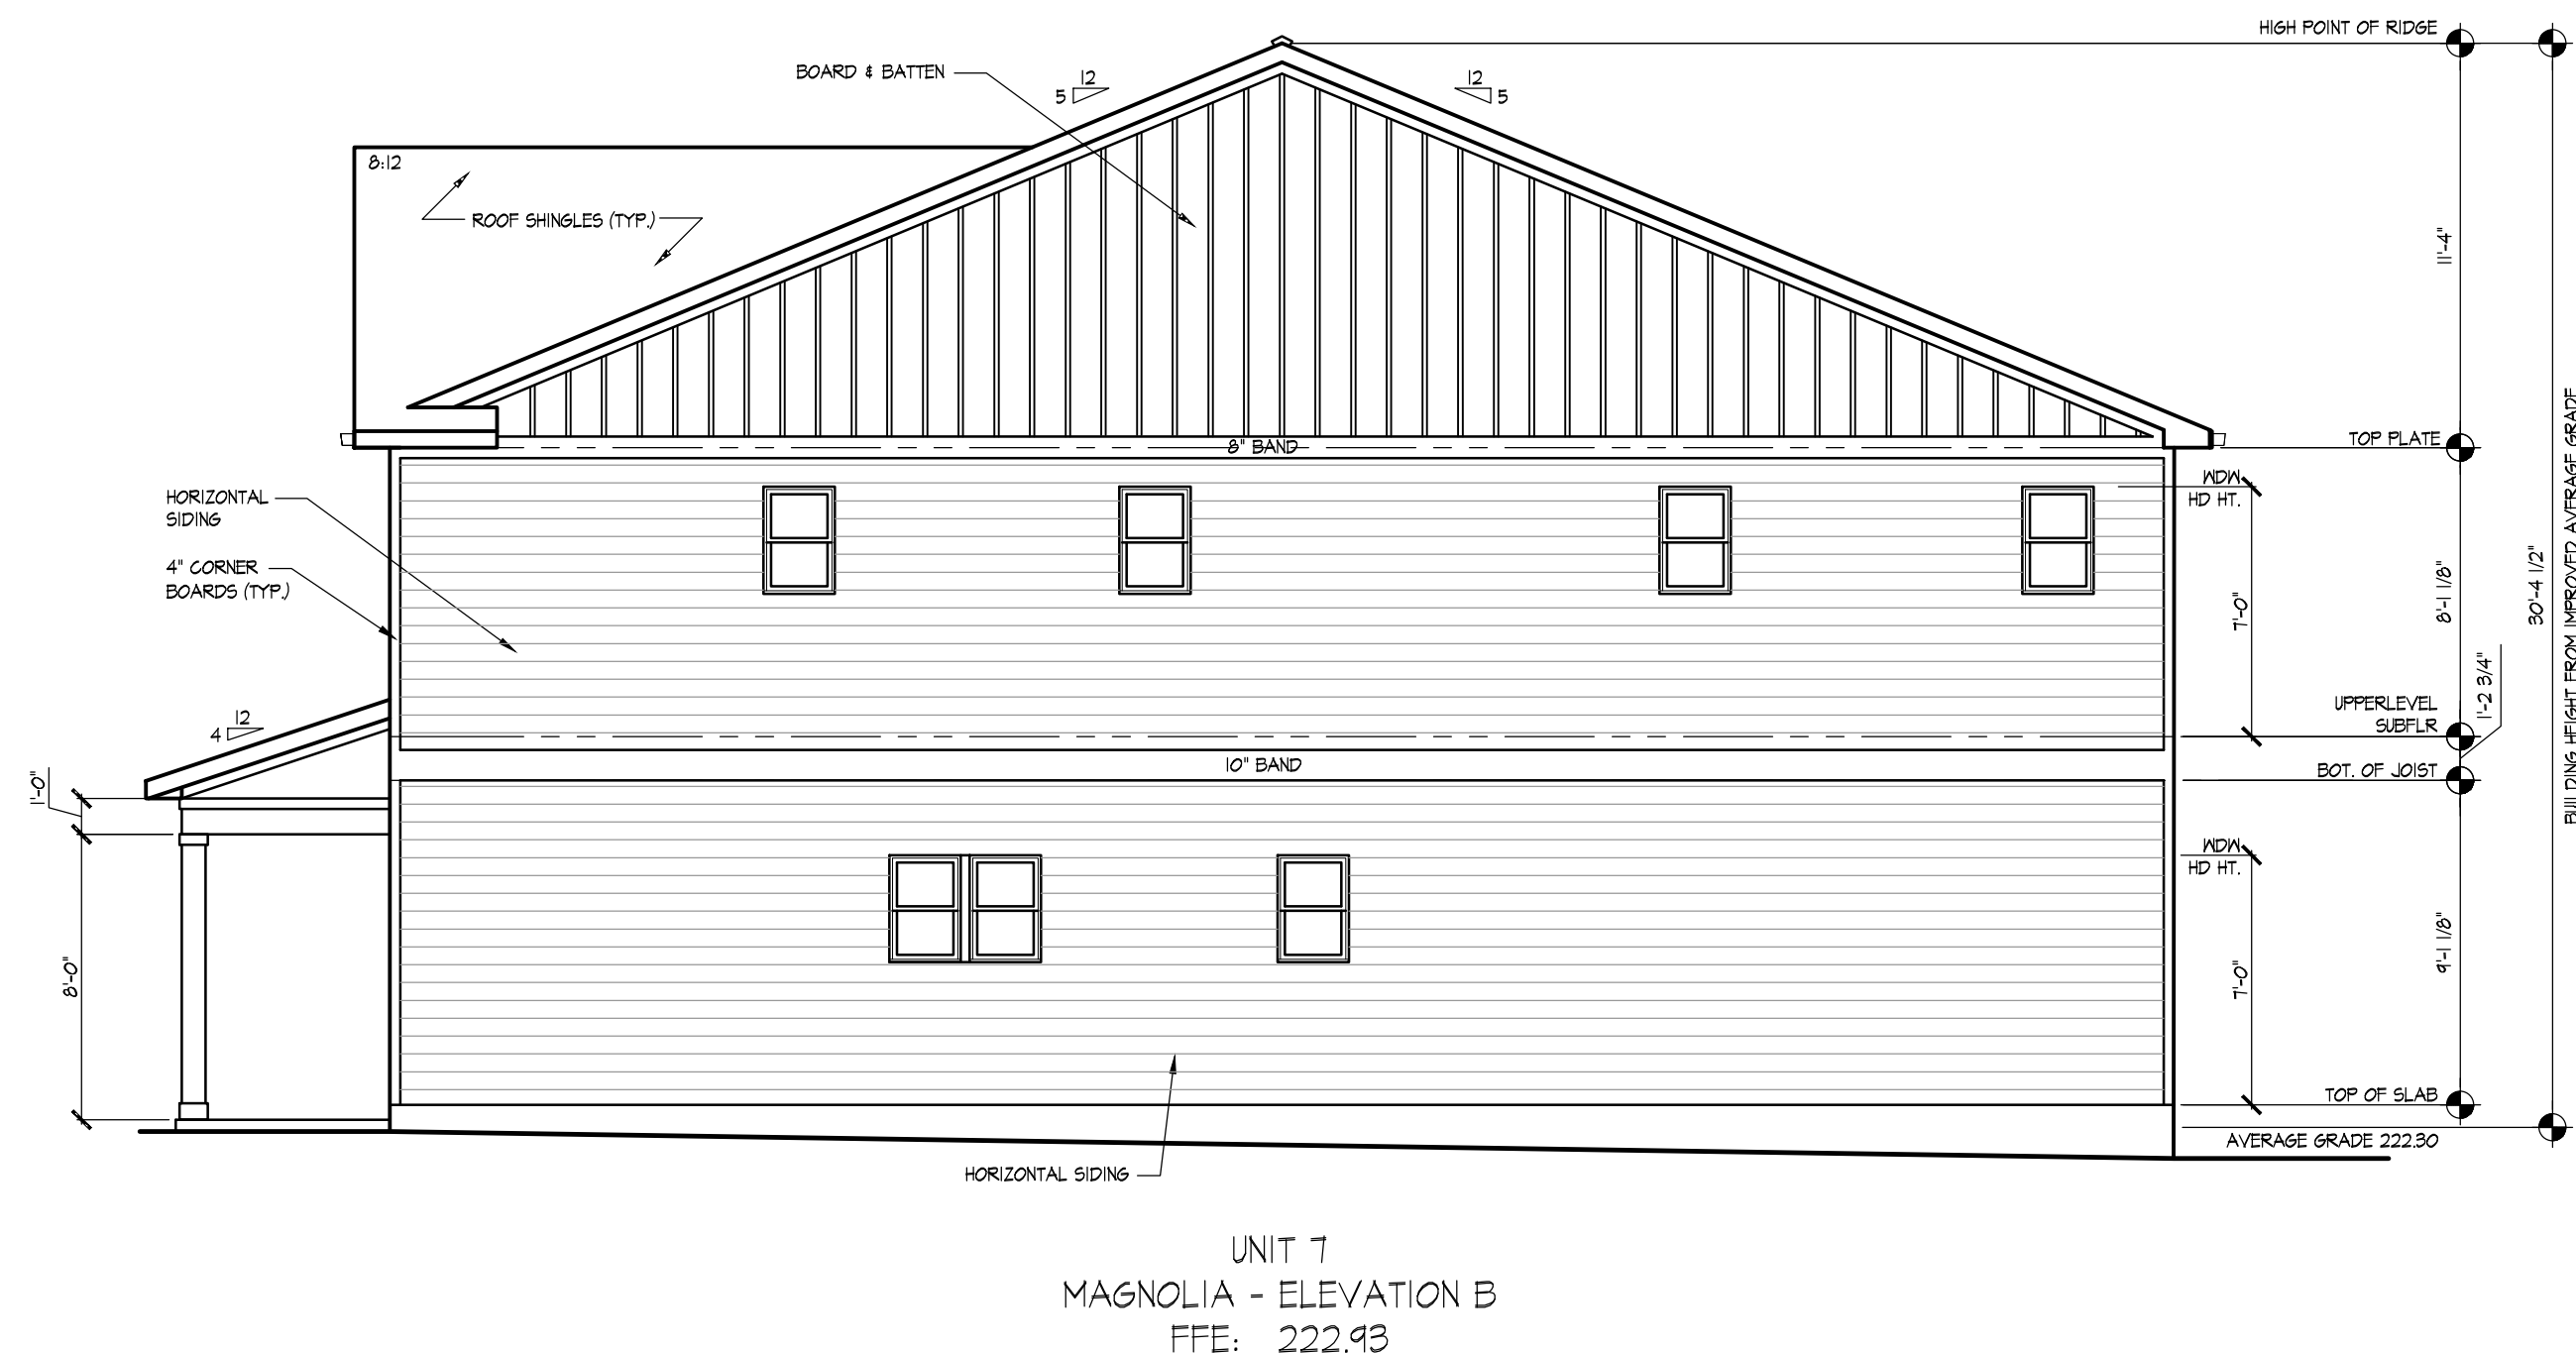 HIGH POINT OF RIDGE
BOARD & BATTEN
12
5
12
5
8:12
ROOF SHINGLES (TYP.)
11'-4"
8" BAND
TOP PLATE
WDW
HD HT.
HORIZONTAL
SIDING
4" CORNER
BOARDS (TYP.)
7'-0"
8'-1 1/8"
30'-4 1/2"
BUILDING HEIGHT FROM IMPROVED AVERAGE GRADE
1'-2 3/4"
UPPERLEVEL
SUBFLR
12
4
10" BAND
BOT. OF JOIST
1'-0"
WDW
HD HT.
8'-0"
7'-0"
9'-1 1/8"
TOP OF SLAB
AVERAGE GRADE 222.30
HORIZONTAL SIDING
UNIT 7
MAGNOLIA - ELEVATION B
FFE: 222.93